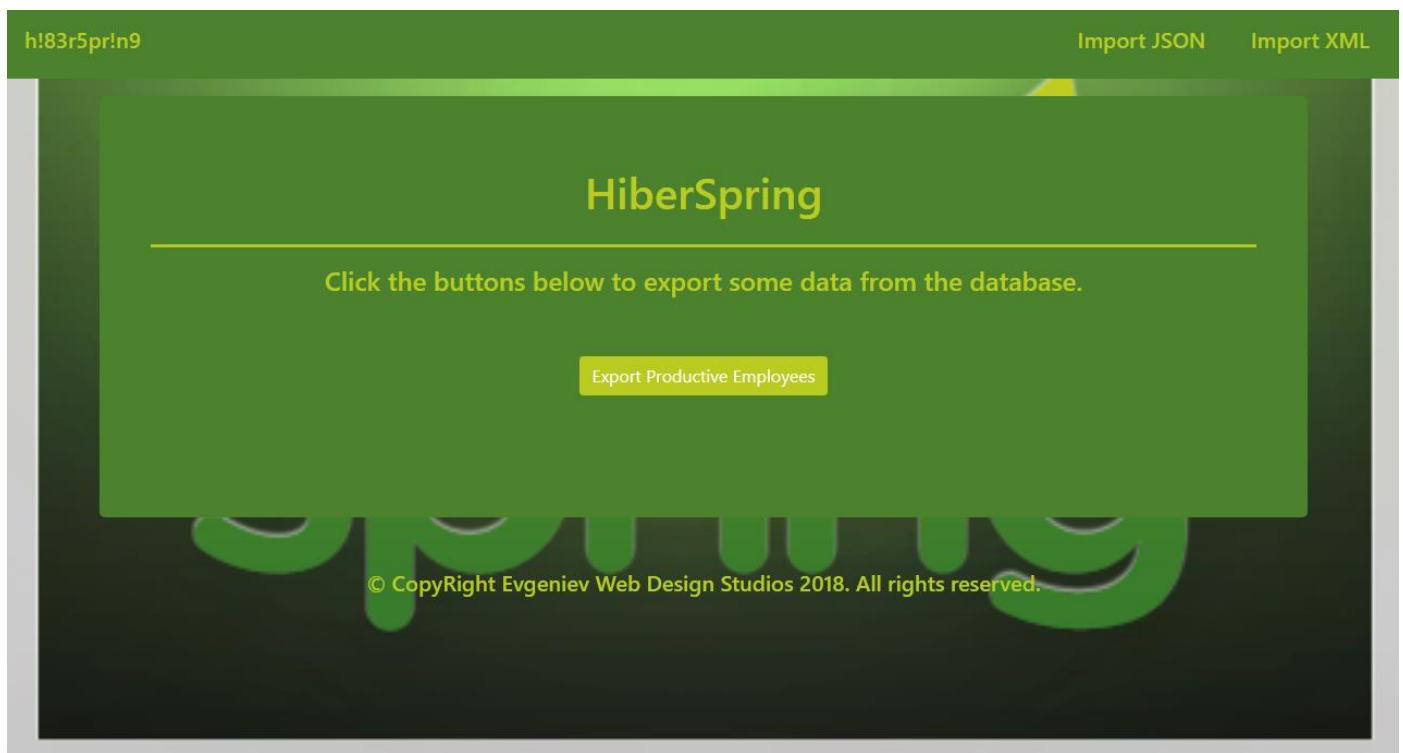 h!83r5pr!n9
Import JSON
Import XML
HiberSpring
Click the buttons below to export some data from the database.
Export Productive Employees
spring
© CopyRight Evgeniev Web Design Studios 2018. All rights reserved.